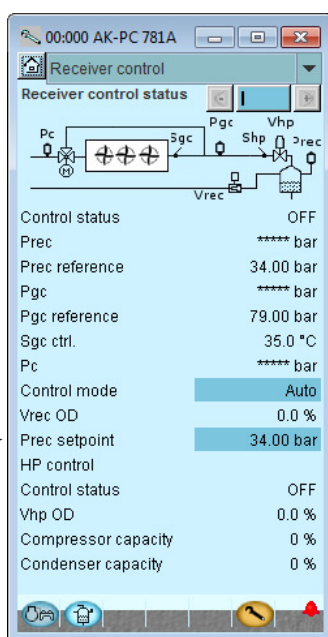 00:000 AK-PC 781A
Receiver control
Receiver control status
Pgc Vhp
Pc Sgc Shp Prec
M
Vrec
Control status OFF
Prec ***** bar
Prec reference 34.00 bar
Pgc ***** bar
Pgc reference 79.00 bar
Sgc ctrl. 35.0 °C
Pc ***** bar
Control mode Auto
Vrec OD 0.0 %
Prec setpoint 34.00 bar
HP control
Control status OFF
Vhp OD 0.0 %
Compressor capacity 0 %
Condenser capacity 0 %